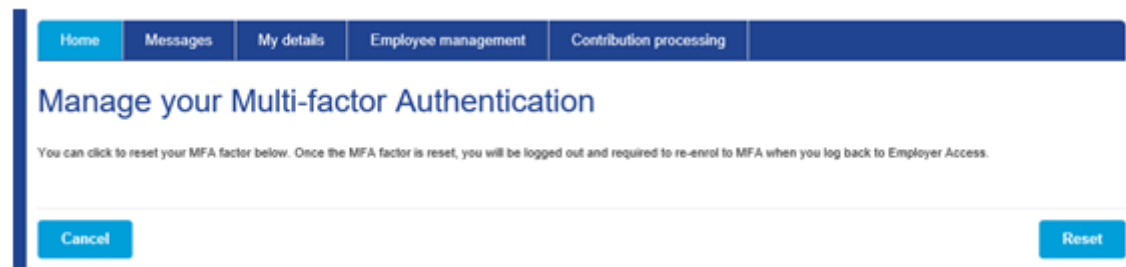 Home Messages My details Employee management Contribution processing
Manage your Multi-factor Authentication
You can click to reset your MFA factor below. Once the MFA factor is reset, you will be logged out and required to re-enrol to MFA when you log back to Employer Access.
Cancel Reset